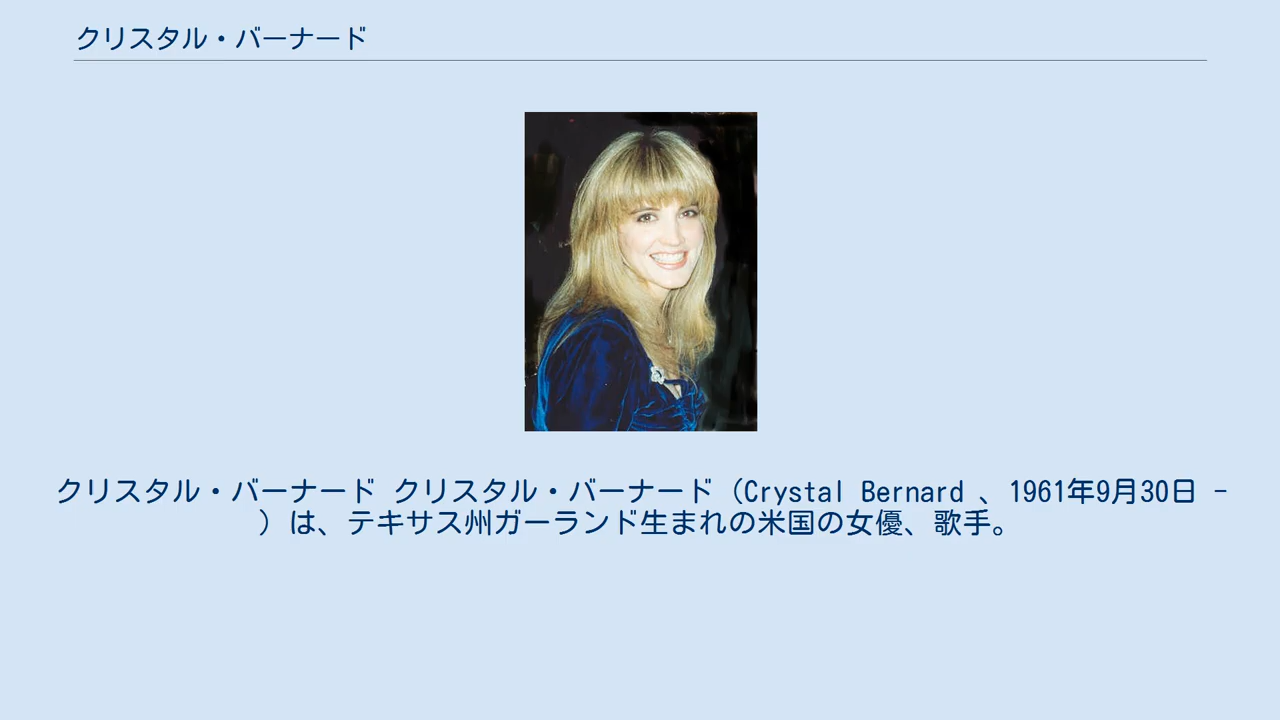 クリスタル・バーナード
クリスタル・バーナード クリスタル・バーナード（Crystal Bernard 、1961年9月30日 -
）は、テキサス州ガーランド生まれの米国の女優、歌手。